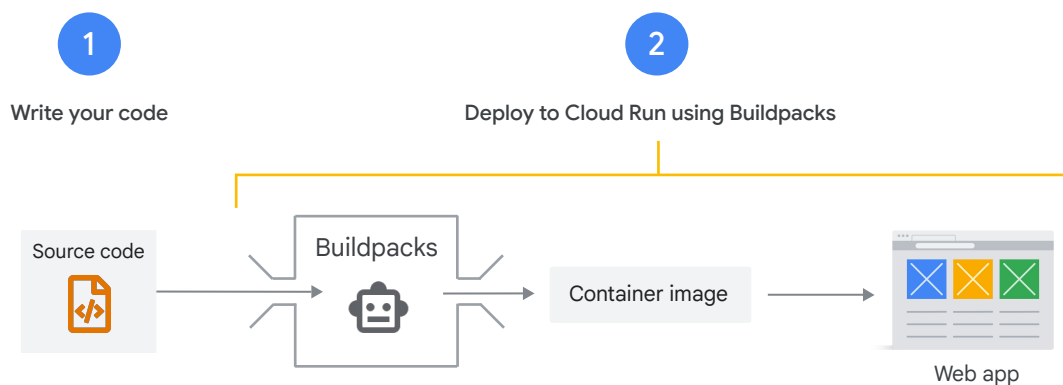 1
2
Write your code
Deploy to Cloud Run using Buildpacks
Source code
</>
Buildpacks
Container image
Web app